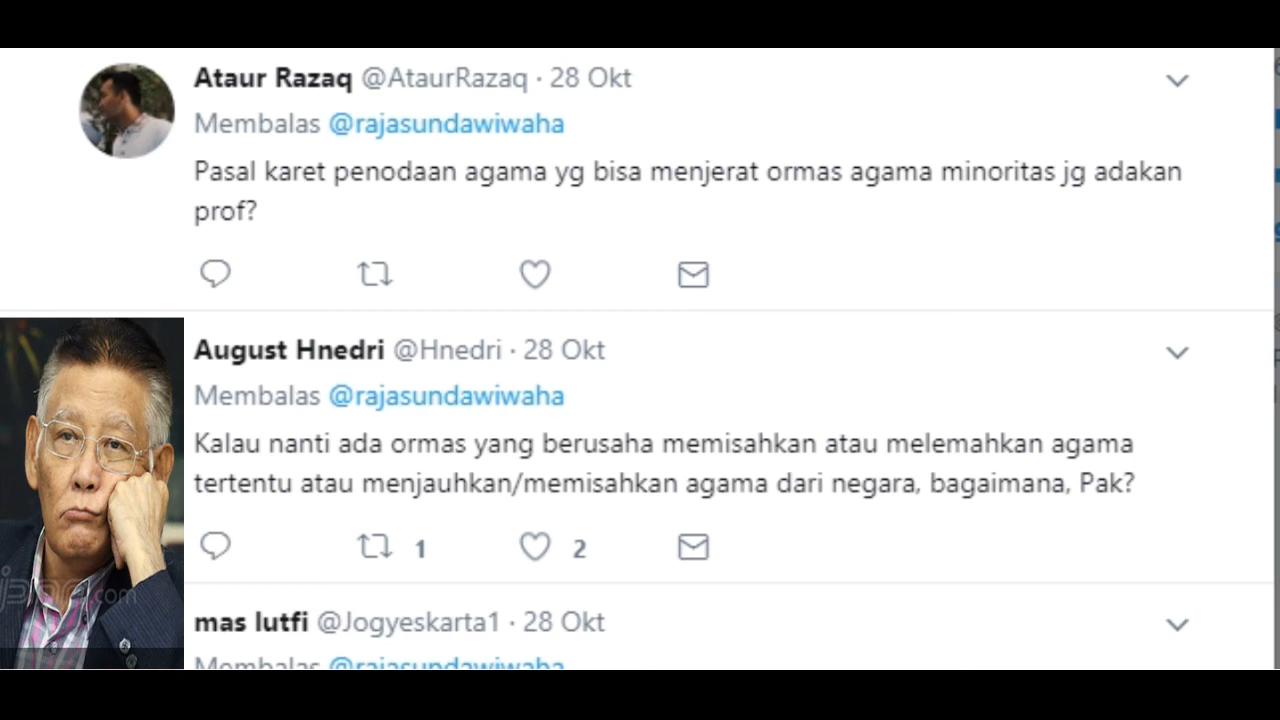 Ataur Razaq @AtaurRazaq · 28 Okt
Membalas @rajasundawiwaha
Pasal karet penodaan agama yg bisa menjerat ormas agama minoritas jg adakan
prof?
August Hnedri @Hnedri · 28 Okt
Membalas @rajasundawiwaha
Kalau nanti ada ormas yang berusaha memisahkan atau melemahkan agama
tertentu atau menjauhkan/memisahkan agama dari negara, bagaimana, Pak?
1 2
.com
mas lutfi @Jogyeskarta1 · 28 Okt
Membalas @rajasundawiwaha